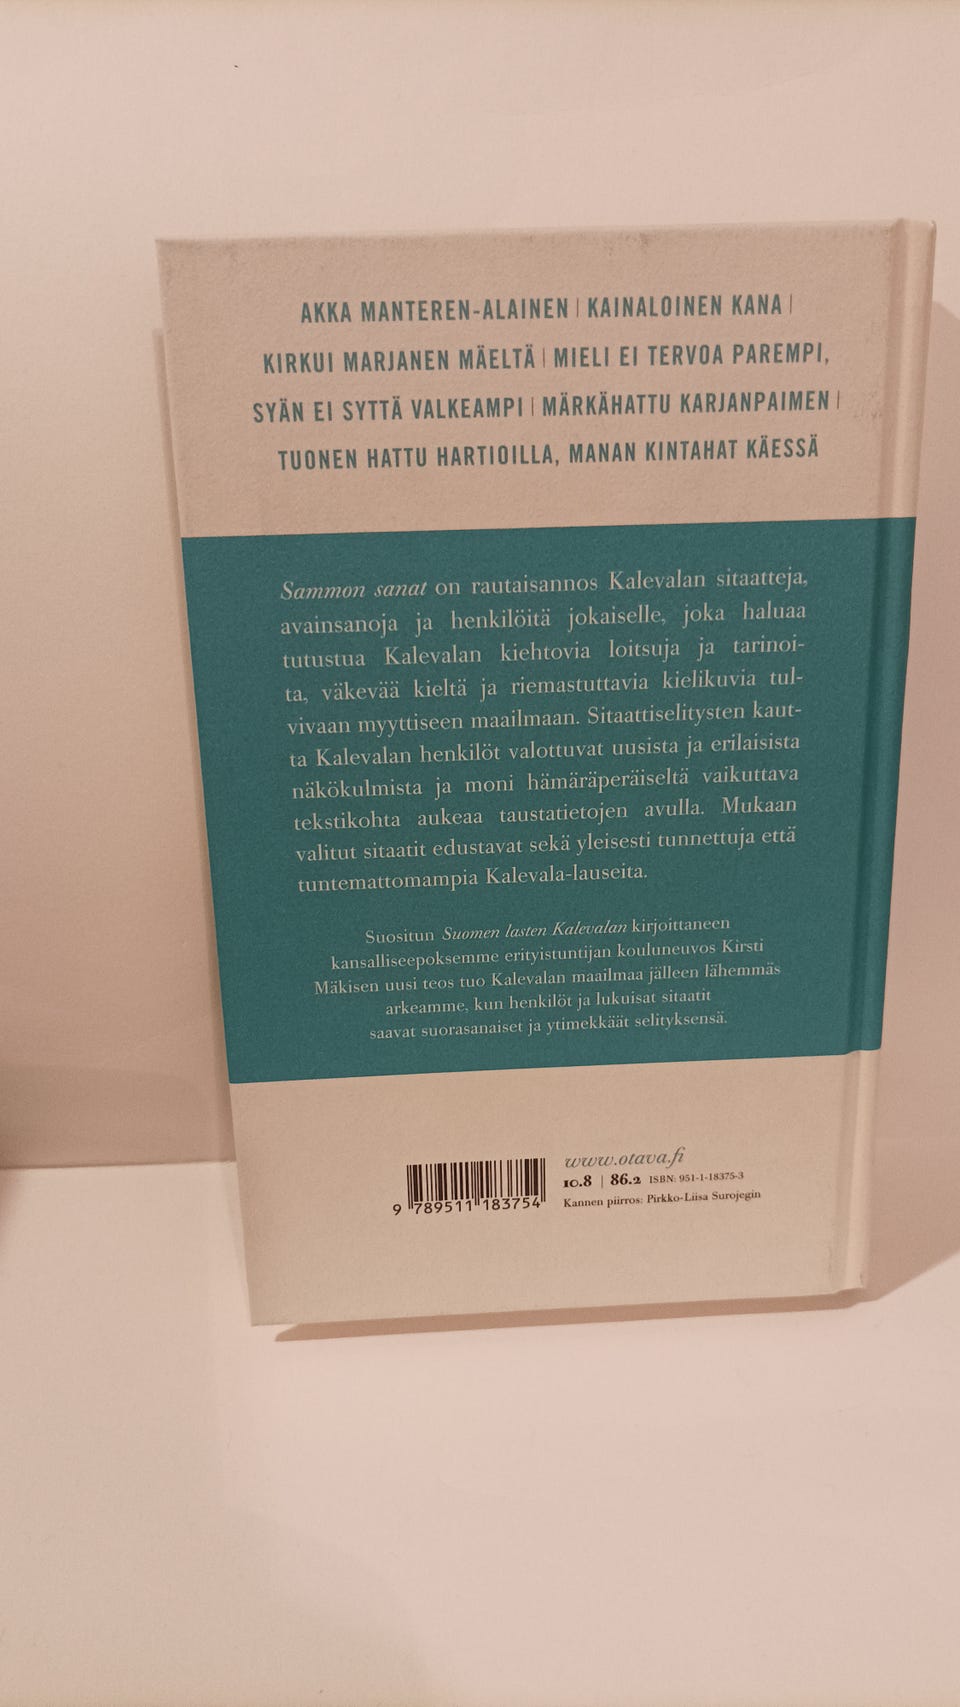 AKKA MANTEREN-ALAINEN | KAINALOINEN KANA |
KIRKUI MARJANEN MÄELTÄ | MIELI EI TERVOA PAREMPI,
SYÄN EI SYTTÄ VALKEAMPI | MÄRKÄHATTU KARJANPAIMEN |
TUONEN HATTU HARTIOILLA, MANAN KINTAHAT KÄESSÄ
Sammon sanat on rautaisannos Kalevalan sitaatteja,
avainsanoja ja henkilöitä jokaiselle, joka haluaa
tutustua Kalevalan kiehtovia loitsuja ja tarinoi-
ta, väkevää kieltä ja riemastuttavia kielikuvia tul-
vivaan myyttiseen maailmaan. Sitaattiselitysten kaut-
ta Kalevalan henkilöt valottuvat uusista ja erilaisista
näkökulmista ja moni hämäräperäiseltä vaikuttava
tekstikohta aukeaa taustatietojen avulla. Mukaan
valitut sitaatit edustavat sekä yleisesti tunnettuja että
tuntemattomampia Kalevala-lauseita.
Suositun Suomen lasten Kalevalan kirjoittaneen
kansalliseepoksemme erityistuntijan kouluneuvos Kirsti
Mäkisen uusi teos tuo Kalevalan maailmaa jälleen lähemmäs
arkeamme, kun henkilöt ja lukuisat sitaatit
saavat suorasanaiset ja ytimekkäät selityksensä.
www.otava.fi
10.8 | 86.2 ISBN: 951-1-18375-3
Kannen piirros: Pirkko-Liisa Surojegin
9 789511 183754